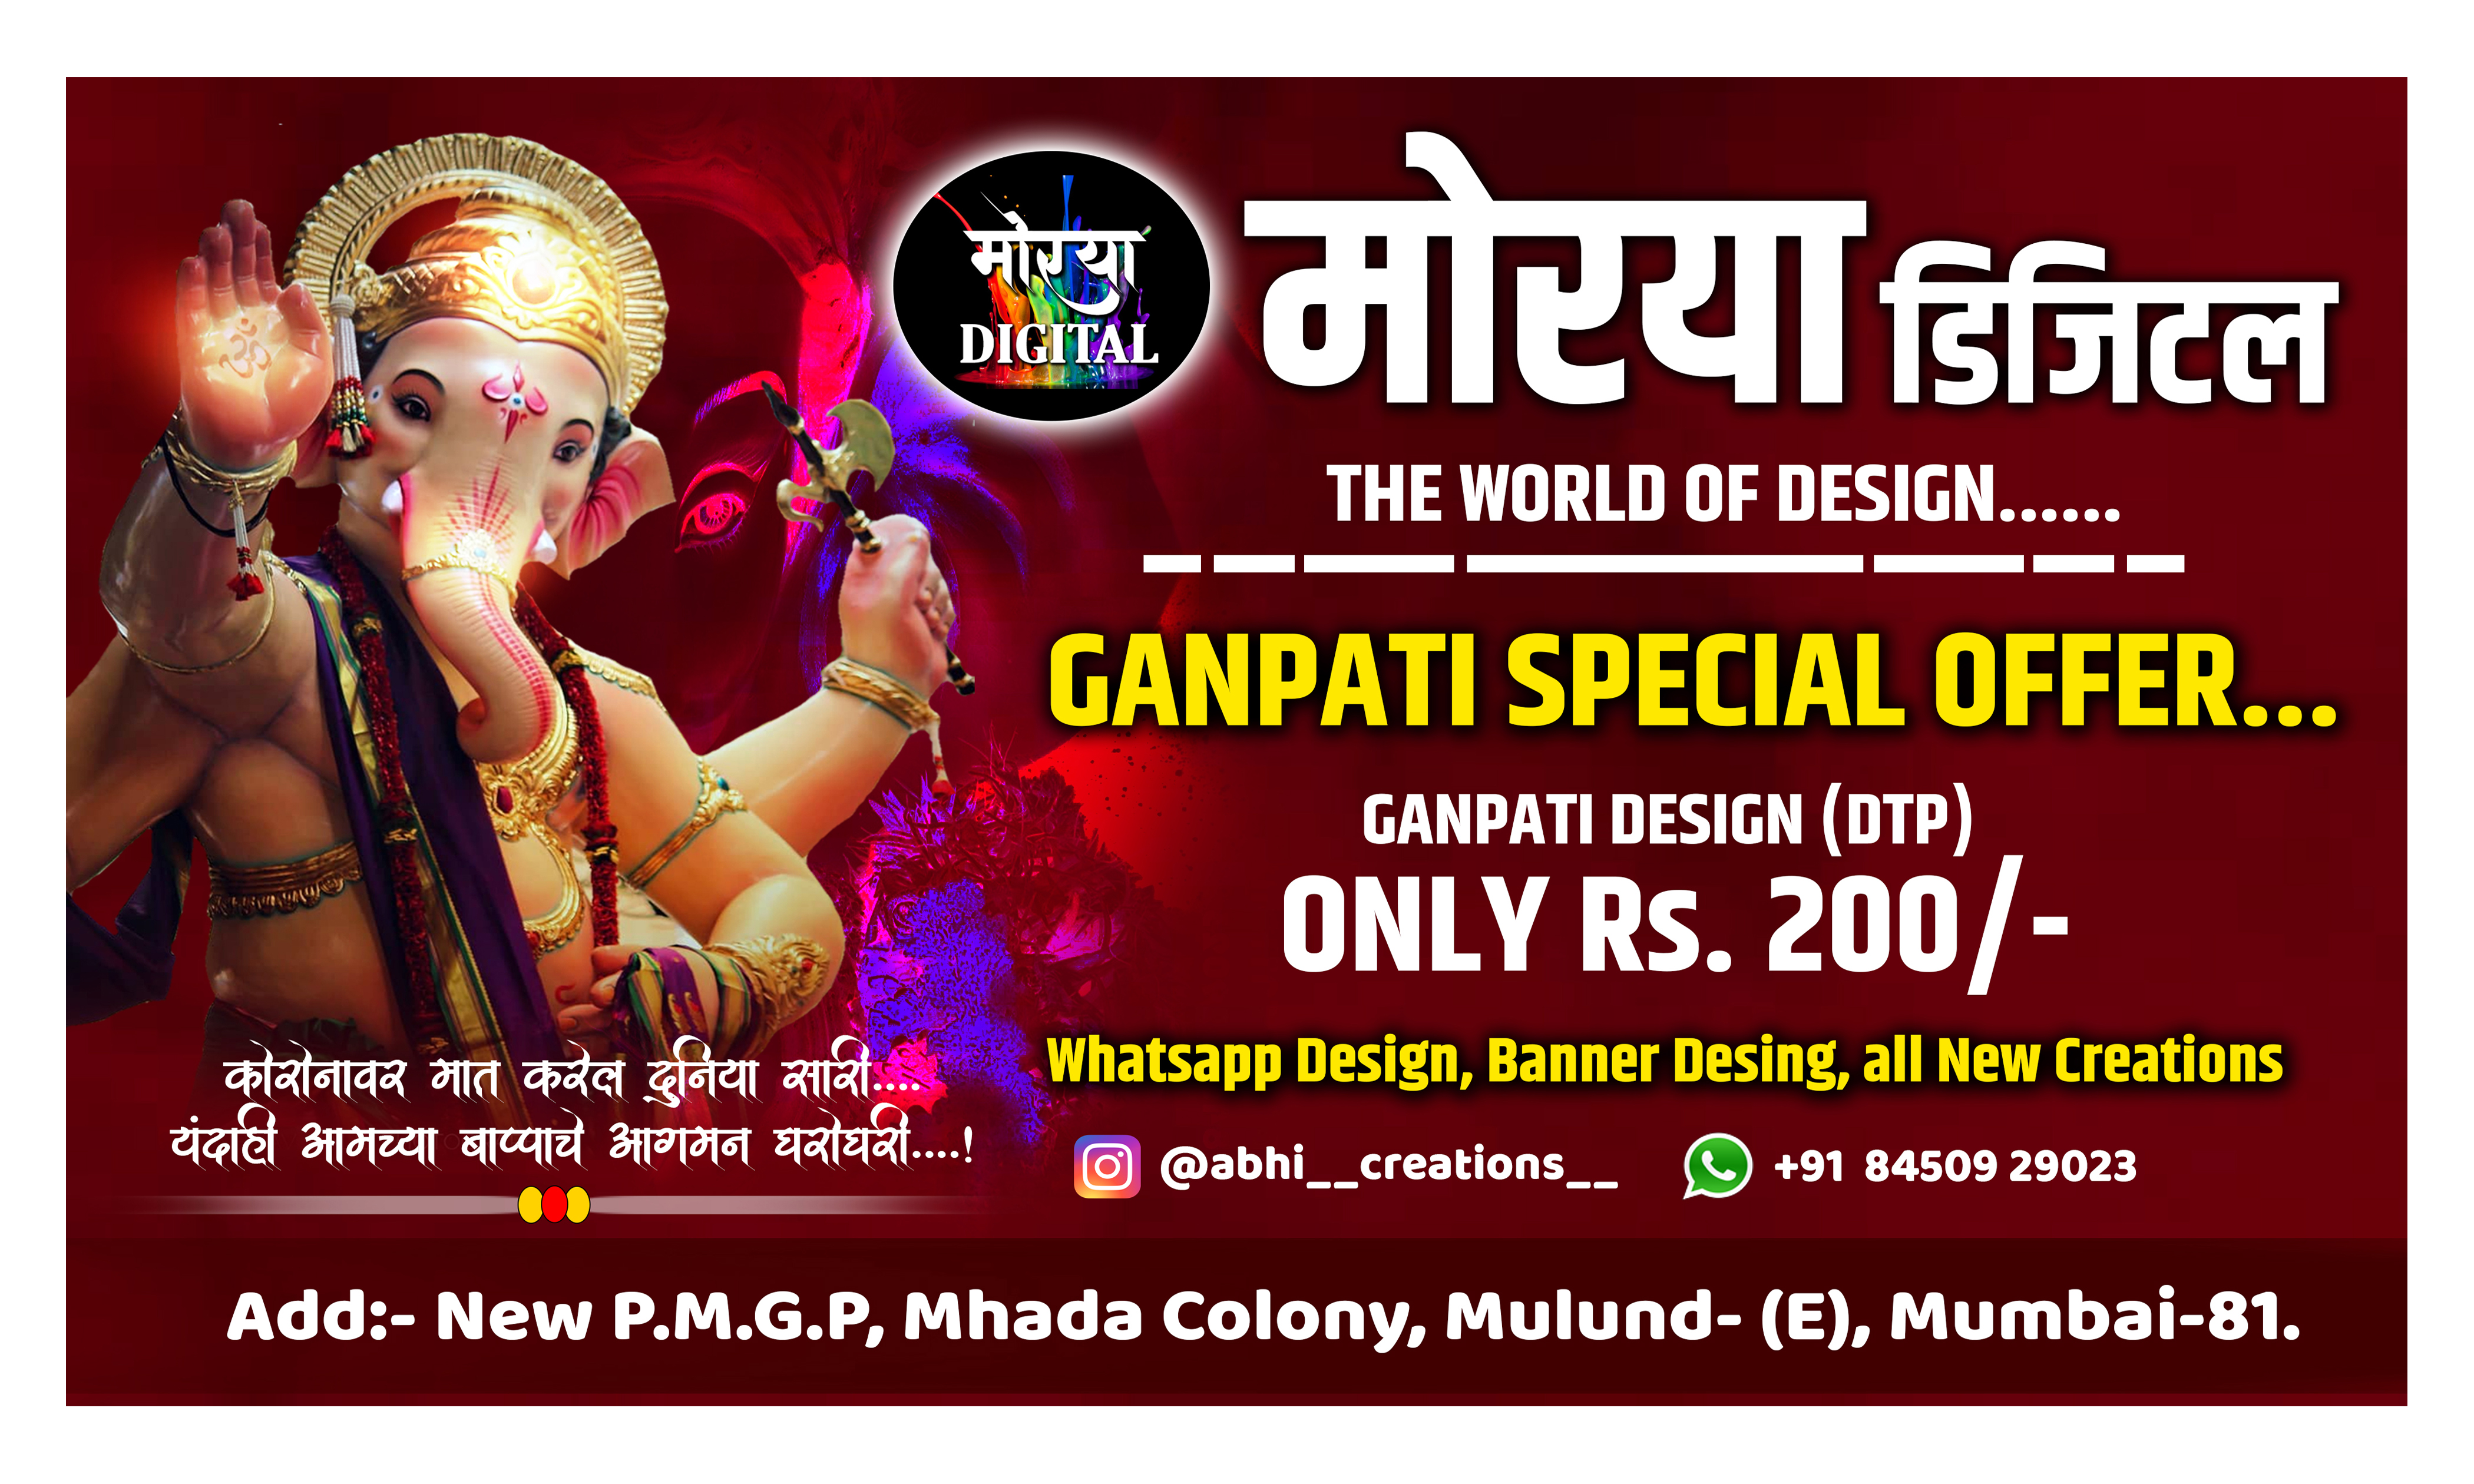 मोरया
DIGITAL
मोरया डिजिटल
THE WORLD OF DESIGN......
GANPATI SPECIAL OFFER...
GANPATI DESIGN (DTP)
ONLY Rs. 200/-
Whatsapp Design, Banner Desing, all New Creations
कोरोनावर मात करेल दुनिया सारी....
यंदाही आमच्या बाप्पाचे आगमन घरोघरी....!
@abhi__creations__ +91 84509 29023
Add:- New P.M.G.P, Mhada Colony, Mulund- (E), Mumbai-81.
ॐ